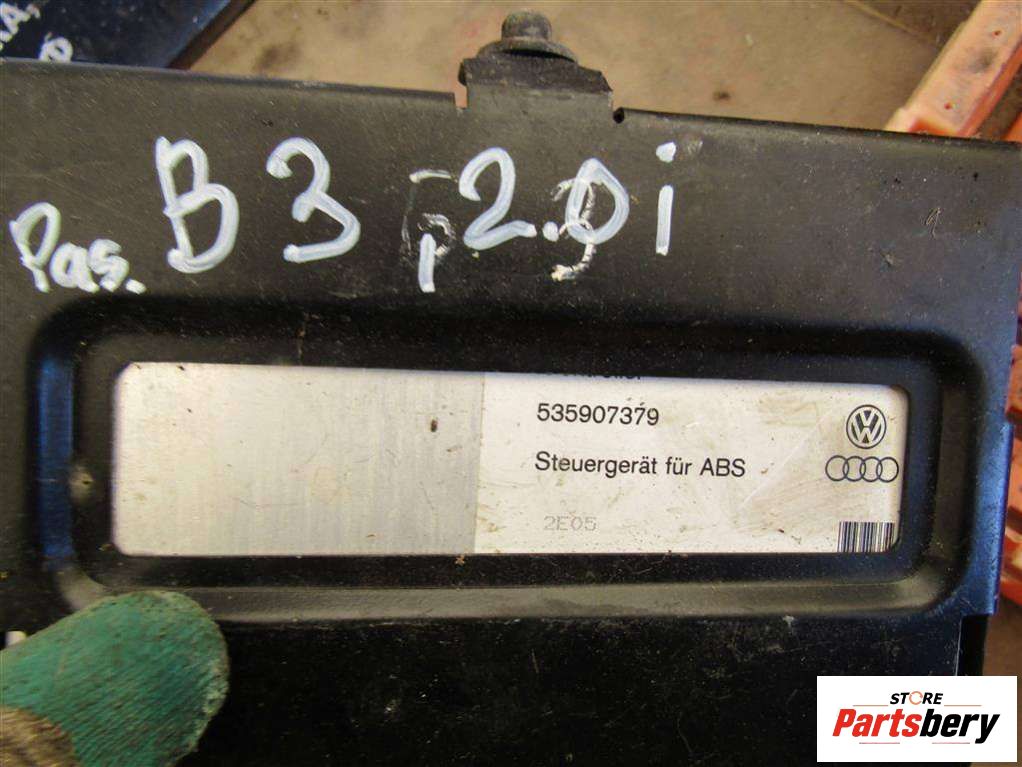 Pas. B3, 2.0i
535907379
Steuergerät für ABS
2E05
STORE
Partsbery